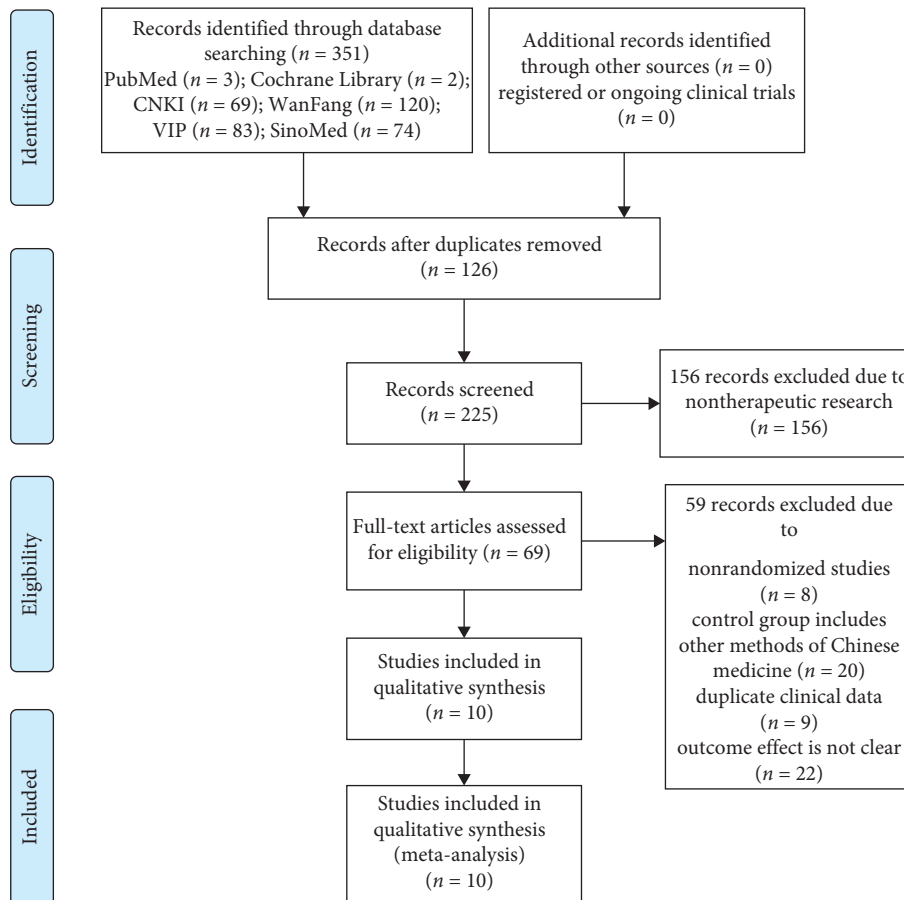 Identification
Records identified through database
searching (n = 351)
PubMed (n = 3); Cochrane Library (n = 2);
CNKI (n = 69); WanFang (n = 120);
VIP (n = 83); SinoMed (n = 74)
Additional records identified
through other sources (n = 0)
registered or ongoing clinical trials
(n = 0)
Records after duplicates removed
(n = 126)
Screening
Records screened
(n = 225)
156 records excluded due to
nontherapeutic research
(n = 156)
Eligibility
Full-text articles assessed
for eligibility (n = 69)
59 records excluded due
to
nonrandomized studies
(n = 8)
control group includes
other methods of Chinese
medicine (n = 20)
duplicate clinical data
(n = 9)
outcome effect is not clear
(n = 22)
Studies included in
qualitative synthesis
(n = 10)
Included
Studies included in
qualitative synthesis
(meta-analysis)
(n = 10)